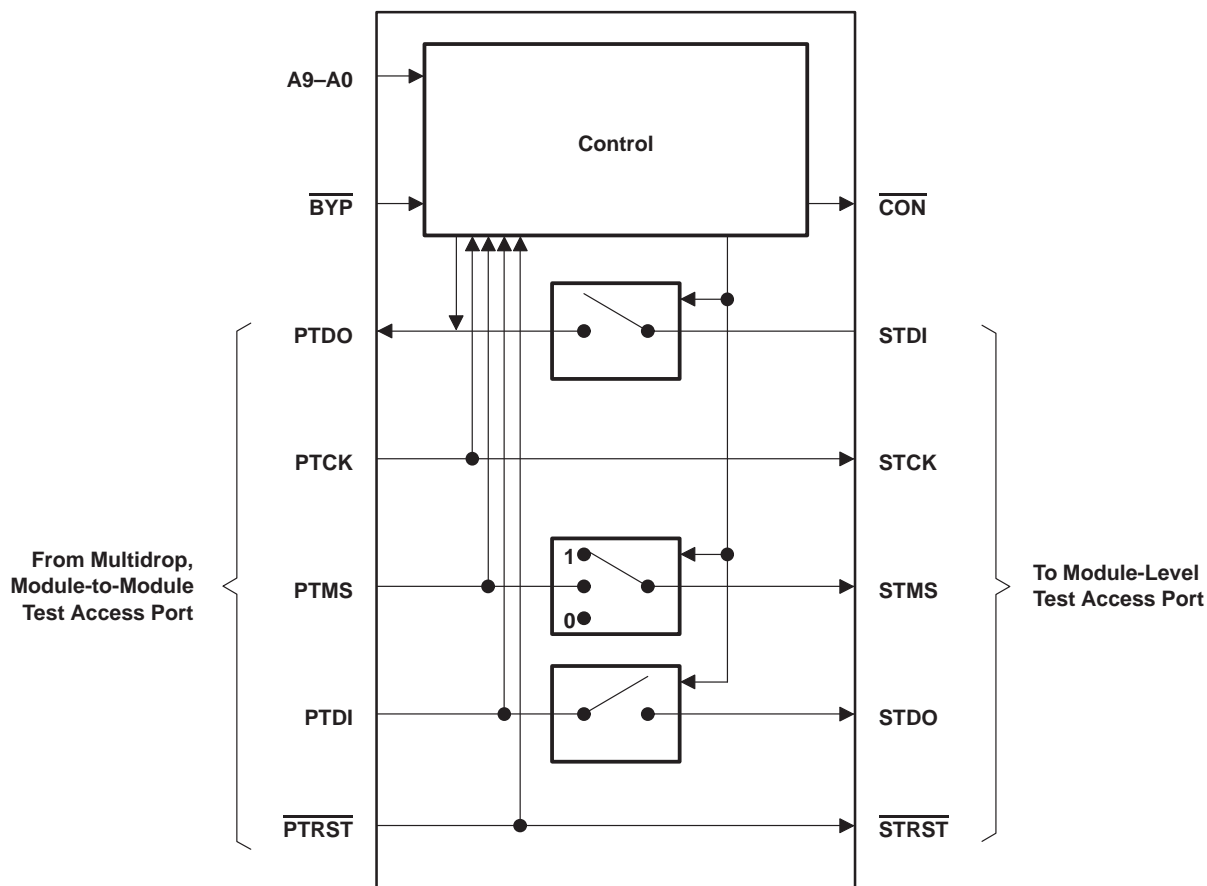 A9–A0
Control
BYP
CON
PTDO
STDI
PTCK
STCK
From Multidrop,
Module-to-Module
Test Access Port
1
PTMS
0
STMS
To Module-Level
Test Access Port
PTDI
STDO
PTRST
STRST